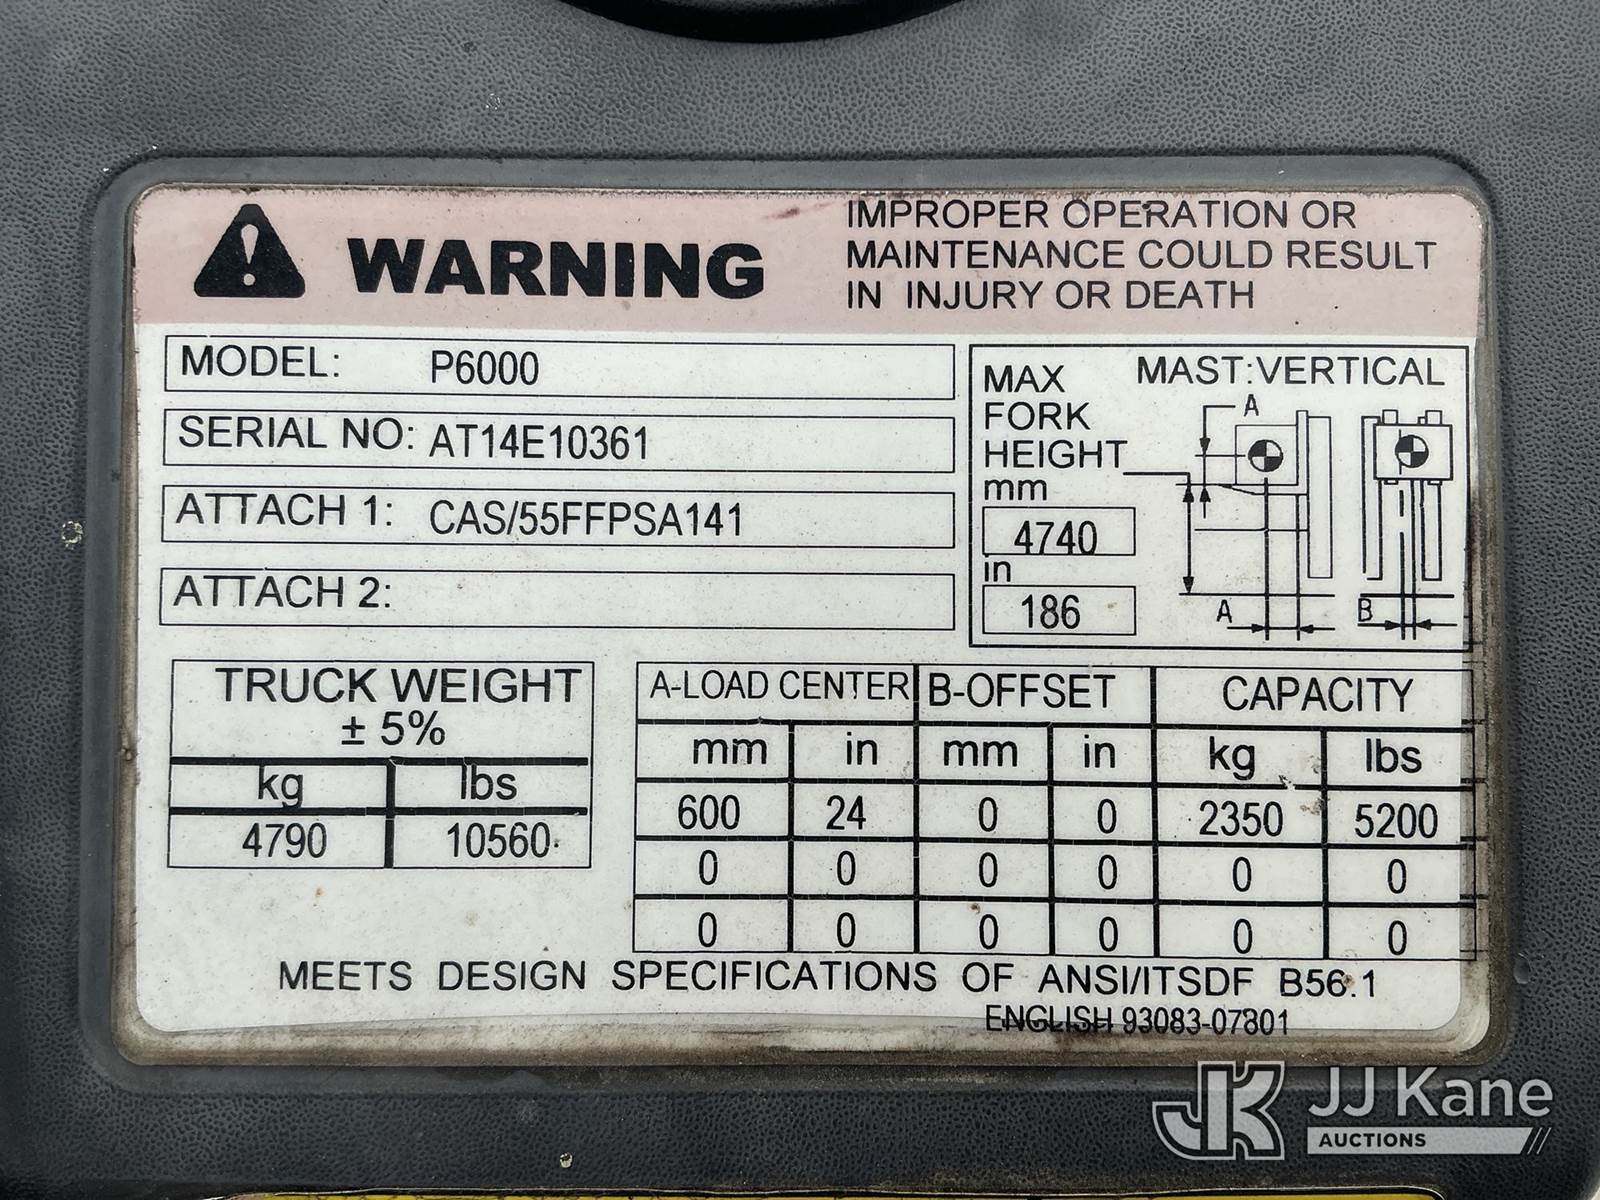 WARNING
IMPROPER OPERATION OR
MAINTENANCE COULD RESULT
IN INJURY OR DEATH
MODEL: P6000
SERIAL NO: AT14E10361
ATTACH 1: CAS/55FFPSA141
ATTACH 2:
MAX FORK HEIGHT
MAST:VERTICAL
mm
4740
in
186
A
A
B
TRUCK WEIGHT
± 5%
kg lbs
4790 10560
A-LOAD CENTER B-OFFSET CAPACITY
mm in mm in kg lbs
600 24 0 0 2350 5200
0 0 0 0 0 0
0 0 0 0 0 0
MEETS DESIGN SPECIFICATIONS OF ANSI/ITSDF B56.1
ENGLISH 93083-07801
JK JJ Kane
AUCTIONS